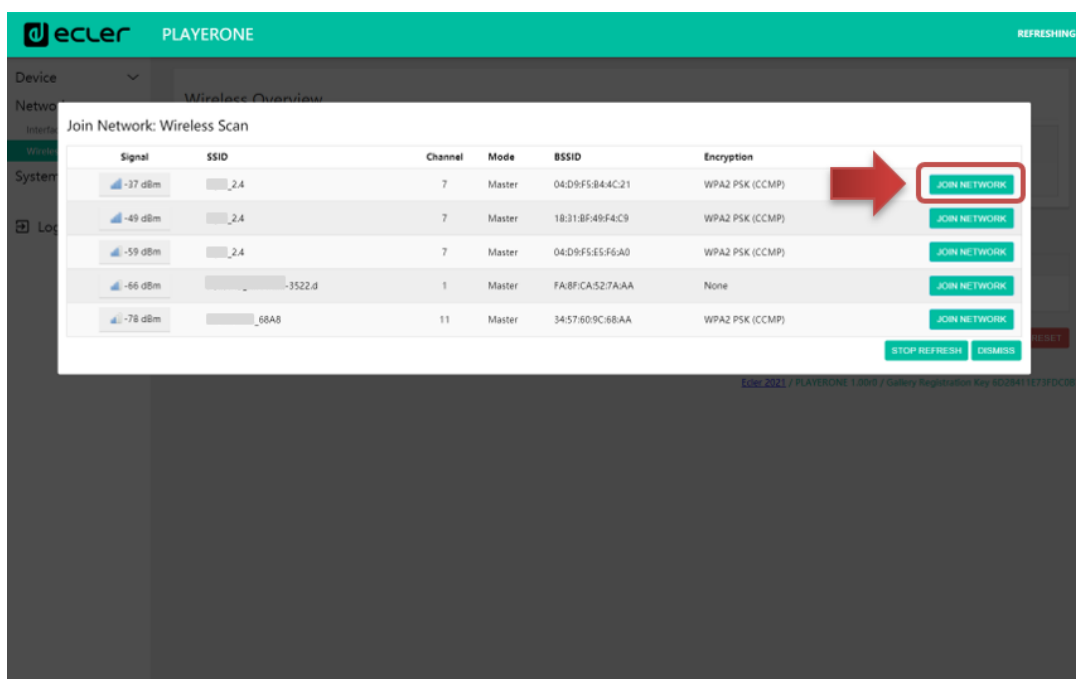 ecler PLAYERONE REFRESHING
Device
Wireless Overview
Join Network: Wireless Scan
Signal SSID Channel Mode BSSID Encryption
-37 dBm _2.4 7 Master 04:D9:F5:B4:4C:21 WPA2 PSK (CCMP) JOIN NETWORK
-49 dBm _2.4 7 Master 18:31:BF:49:F4:C9 WPA2 PSK (CCMP) JOIN NETWORK
-59 dBm _2.4 7 Master 04:D9:F5:E5:F6:A0 WPA2 PSK (CCMP) JOIN NETWORK
-66 dBm -3522.d 1 Master FA:8F:CA:52:7A:AA None JOIN NETWORK
-78 dBm _68A8 11 Master 34:57:60:9C:68:AA WPA2 PSK (CCMP) JOIN NETWORK
STOP REFRESH DISMISS
RESET
Ecler 2021 / PLAYERONE 1.00r0 / Gallery Registration Key